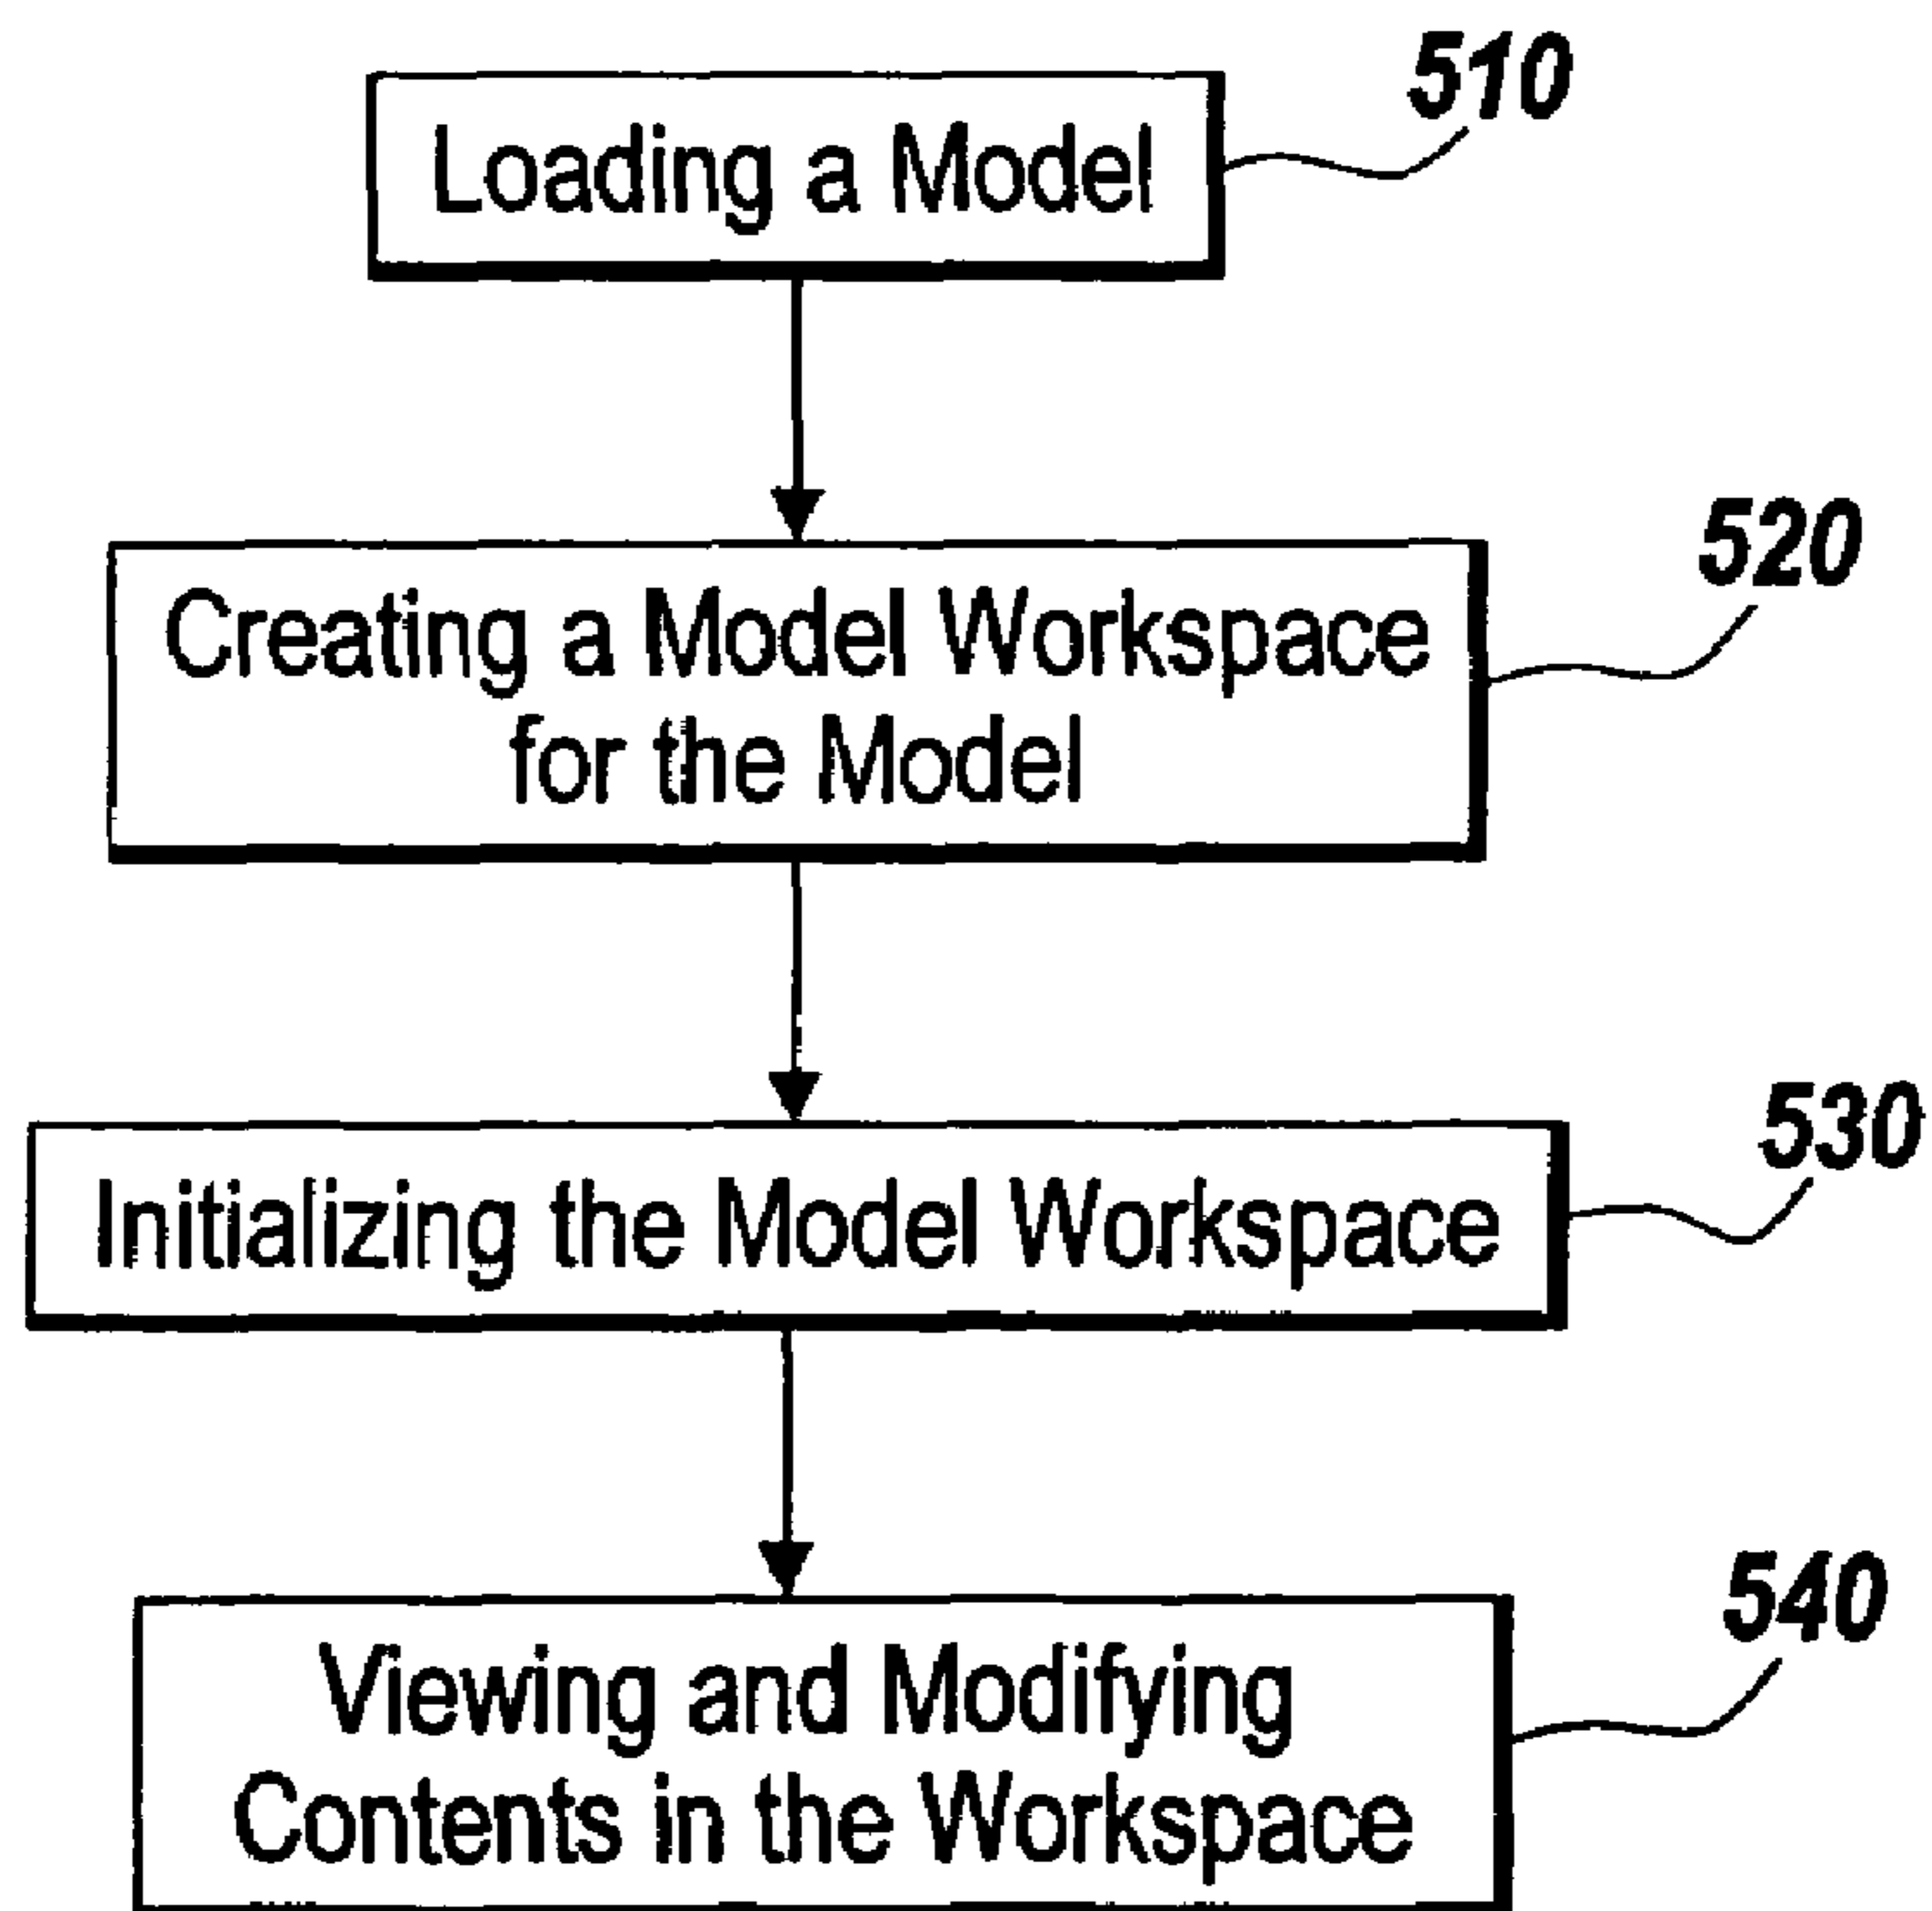 510
Loading a Model
520
Creating a Model Workspace
for the Model
530
Initializing the Model Workspace
540
Viewing and Modifying
Contents in the Workspace